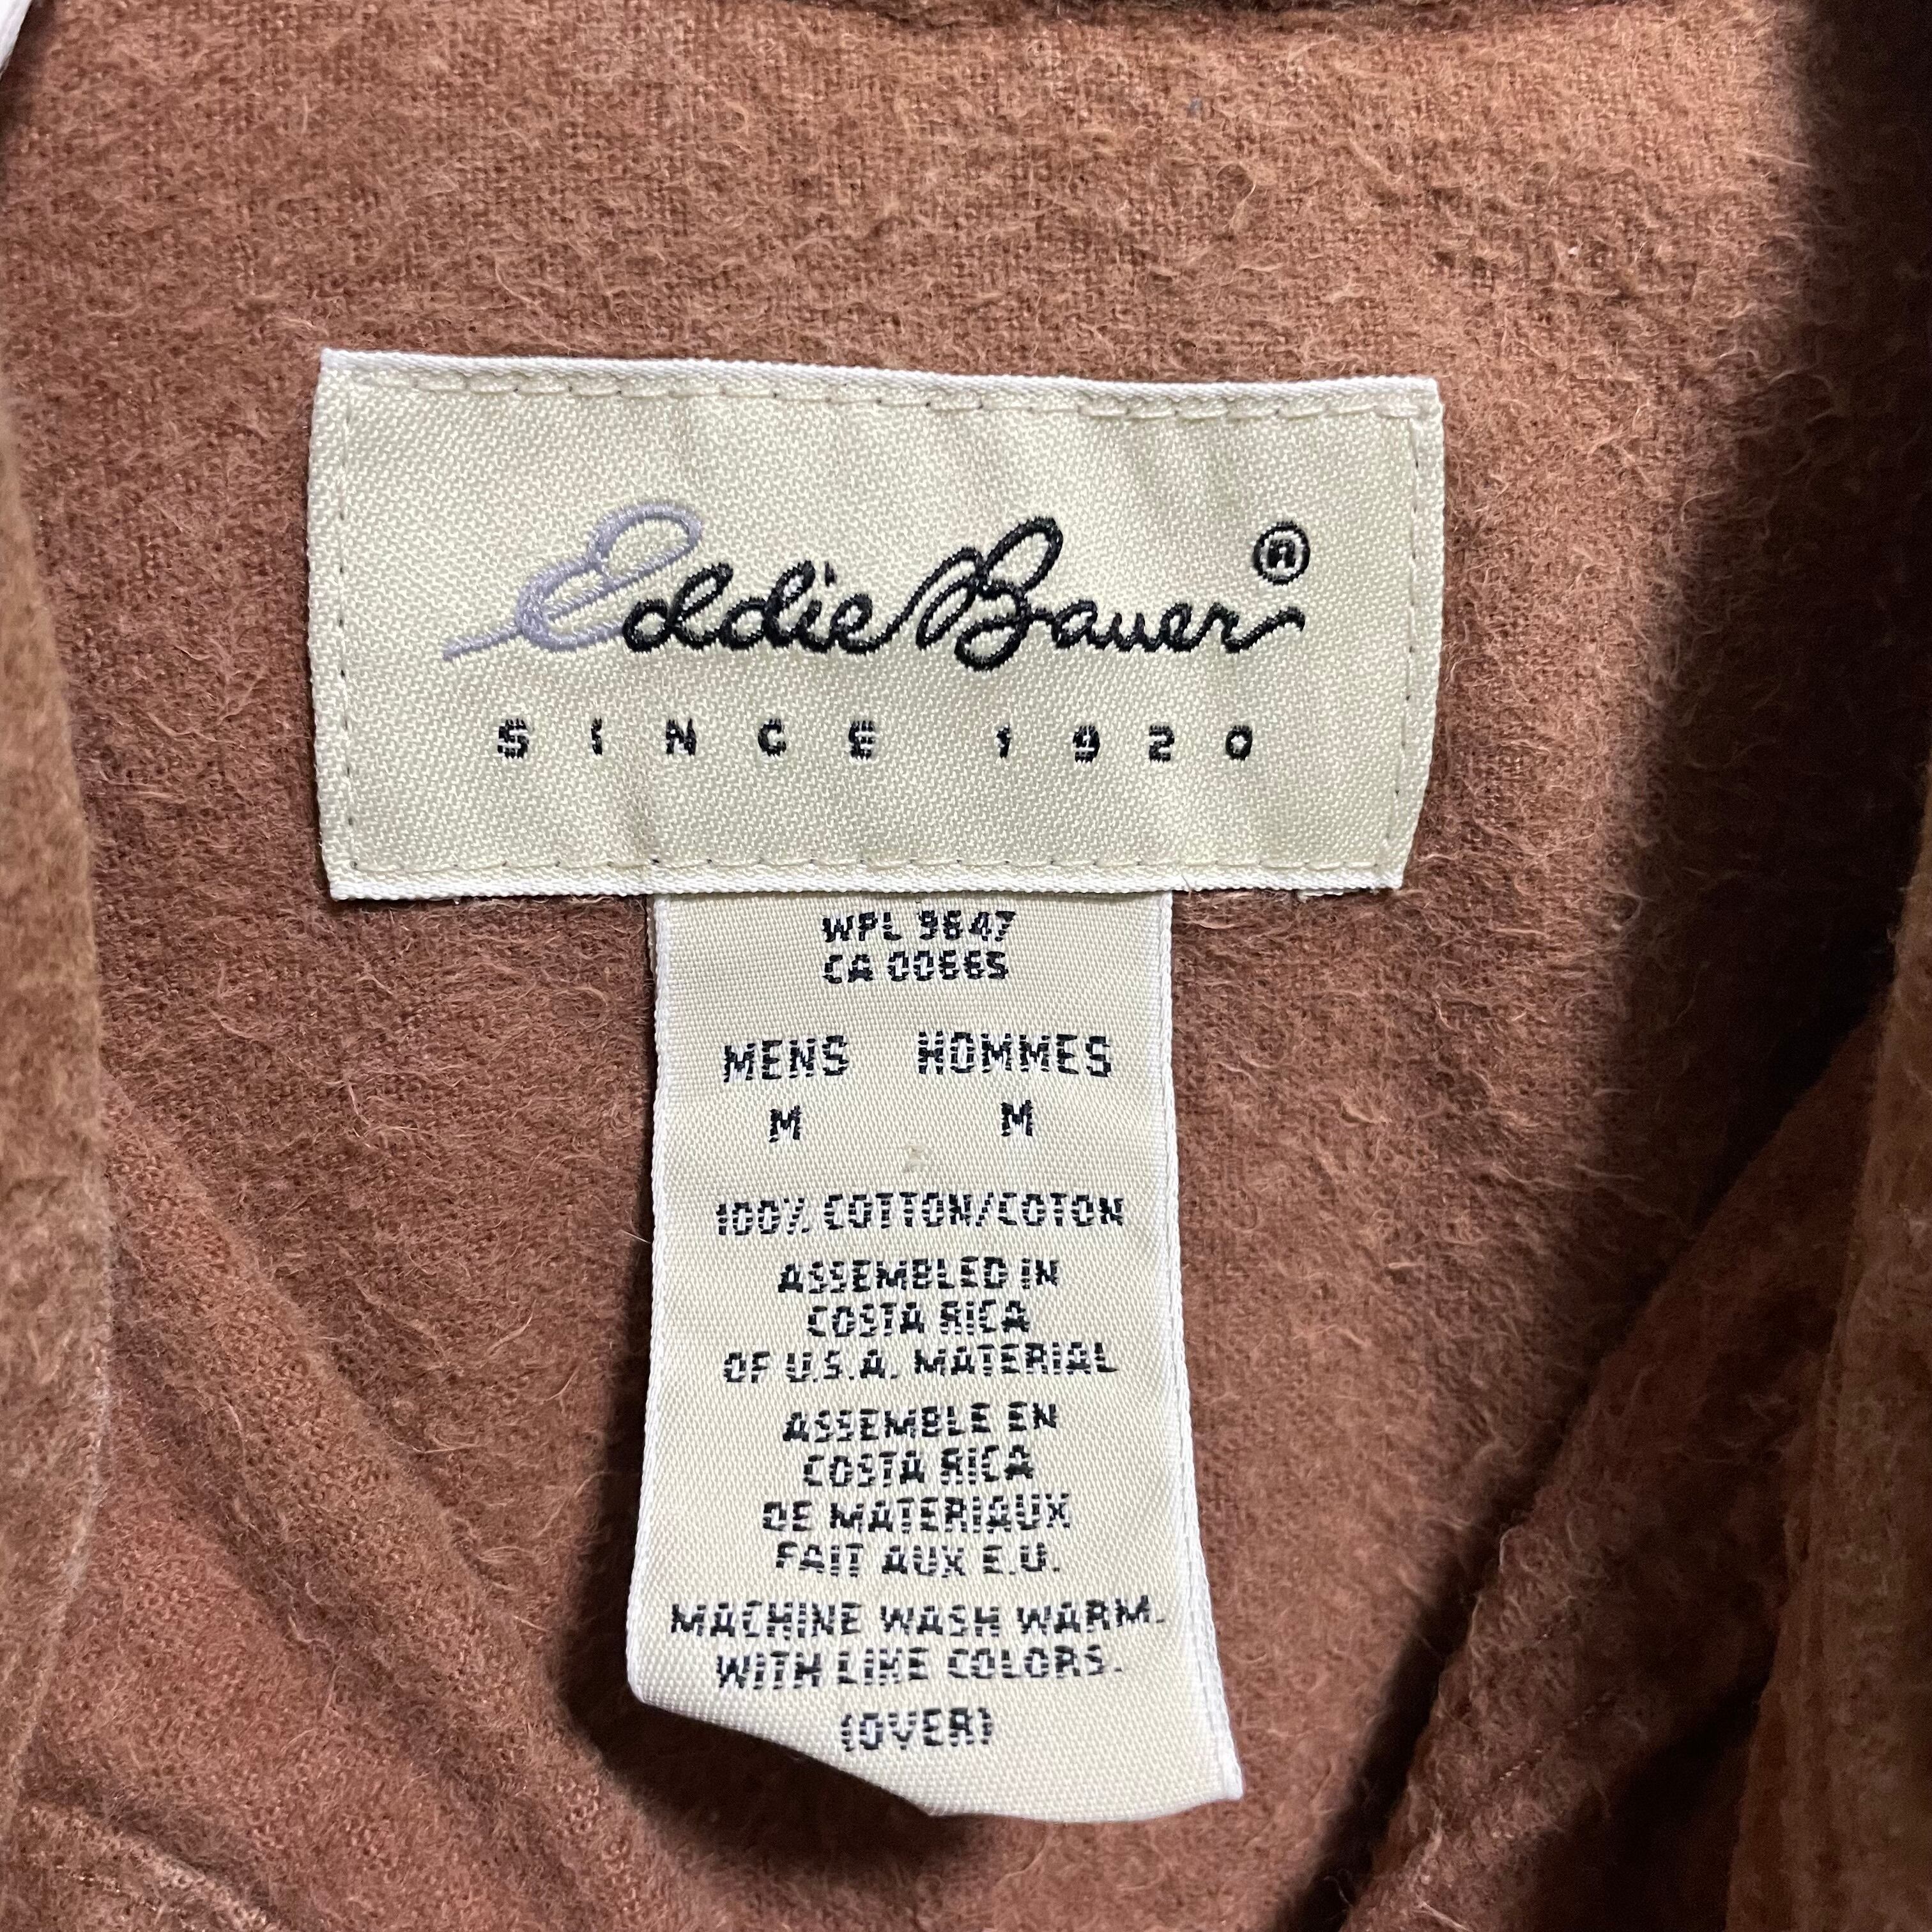 Eddie Bauer®
SINCE 1920
WPL 9647
CA 00665
MENS HOMMES
M M
100% COTTON/COTON
ASSEMBLED IN
COSTA RICA
OF U.S.A. MATERIAL
ASSEMBLE EN
COSTA RICA
DE MATERIAUX
FAIT AUX E.U.
MACHINE WASH WARM.
WITH LIKE COLORS.
(OVER)